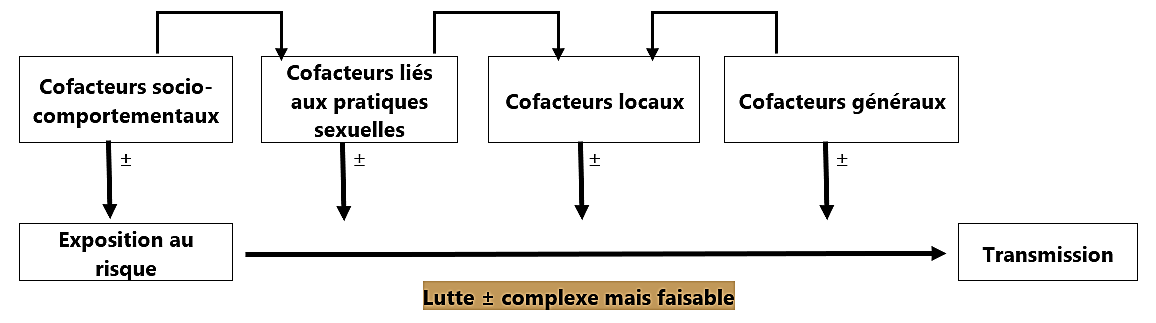 Cofacteurs socio-
comportementaux
Cofacteurs liés
aux pratiques
sexuelles
Cofacteurs locaux
Cofacteurs généraux
±
±
±
±
Exposition au
risque
Transmission
Lutte ± complexe mais faisable